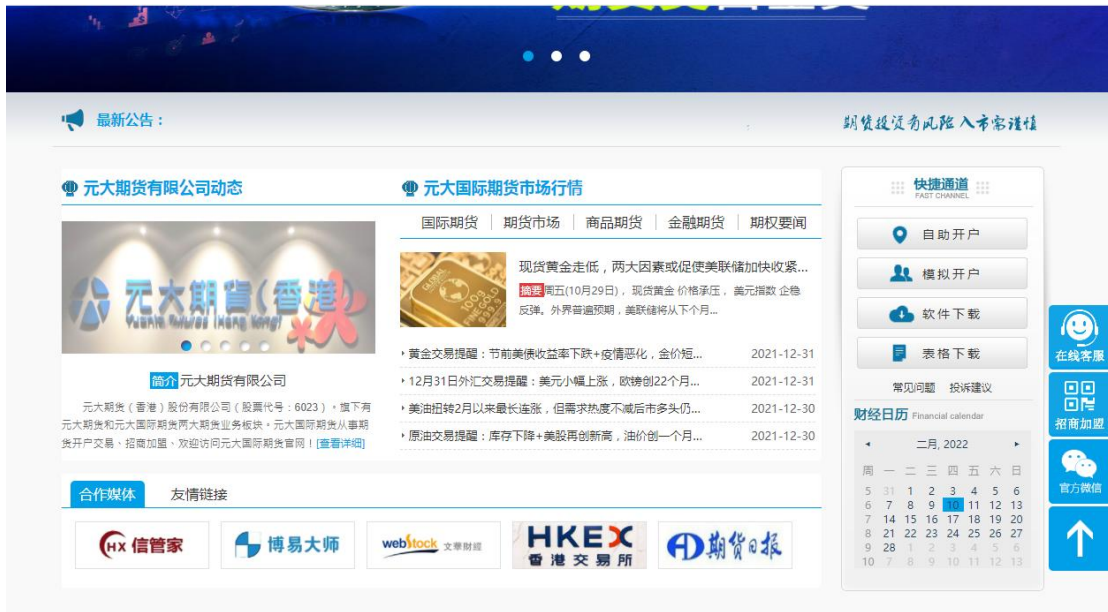 最新公告：
期货投资有风险 入市需谨慎
元大期货有限公司动态
元大期貨(香港)
Yuanta Futures (Hong Kong)
简介 元大期货有限公司
元大期货（香港）股份有限公司（股票代号：6023），旗下有
元大期货和元大国际期货两大期货业务板块。元大国际期货从事期
货开户交易、招商加盟、欢迎访问元大国际期货官网！[查看详细]
元大国际期货市场行情
国际期货 期货市场 商品期货 金融期货 期权要闻
现货黄金走低，两大因素或促使美联储加快收紧...
摘要 周五(10月29日)，现货黄金 价格承压， 美元指数 企稳
反弹。外界普遍预期，美联储将从下个月...
GLOBAL
FINE GOLD
999.9
黄金交易提醒：节前美债收益率下跌+疫情恶化，金价短... 2021-12-31
12月31日外汇交易提醒：美元小幅上涨，欧镑创22个月... 2021-12-31
美油扭转2月以来最长连涨，但需求热度不减后市多头仍... 2021-12-30
原油交易提醒：库存下降+美股再创新高，油价创一个月... 2021-12-30
快捷通道
FAST CHANNEL
自助开户
模拟开户
软件下载
表格下载
常见问题 投诉建议
财经日历 Financial calendar
二月, 2022
周 一 二 三 四 五 六 日
5 31 1 2 3 4 5 6
6 7 8 9 10 11 12 13
7 14 15 16 17 18 19 20
8 21 22 23 24 25 26 27
9 28 1 2 3 4 5 6
10 7 8 9 10 11 12 13
在线客服
招商加盟
官方微信
合作媒体 友情链接
HX 信管家
博易大师
webstock 文華财經
HKEX
香港交易所
期货日报